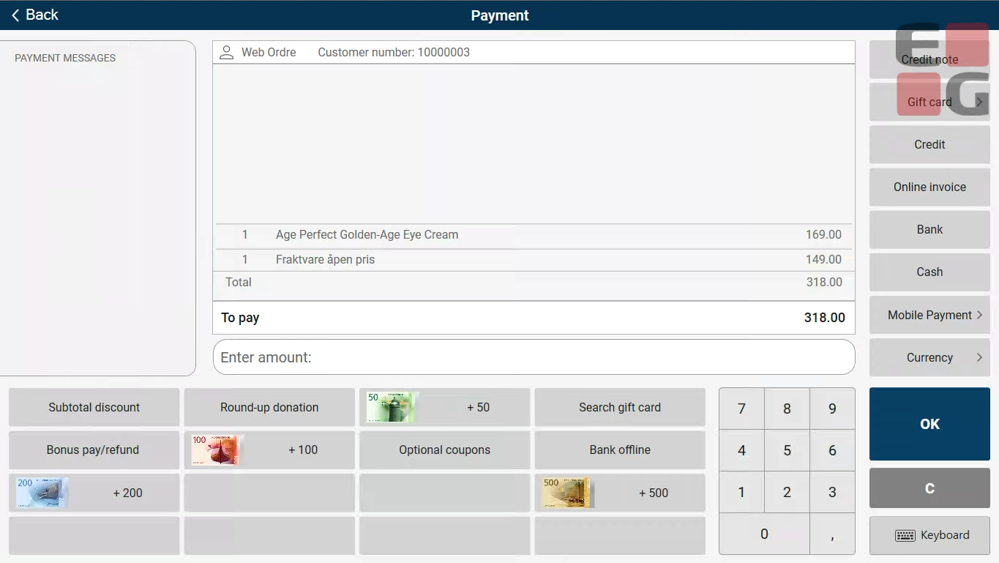 Back
Payment
PAYMENT MESSAGES
Web Ordre Customer number: 10000003
1 Age Perfect Golden-Age Eye Cream 169.00
1 Fraktvare åpen pris 149.00
Total 318.00
To pay 318.00
Enter amount:
E G
Credit note
Gift card
Credit
Online invoice
Bank
Cash
Mobile Payment
Currency
Subtotal discount
Round-up donation
50 + 50
Search gift card
Bonus pay/refund
100 + 100
Optional coupons
Bank offline
200 + 200
500 + 500
7 8 9
4 5 6
1 2 3
0 ,
OK
C
Keyboard